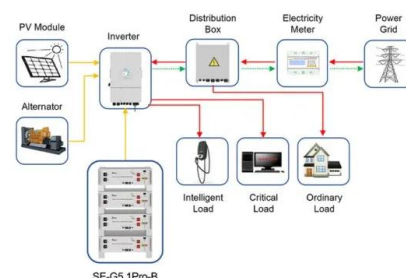 PV Module
Inverter
Distribution
Box
Electricity
Meter
Power
Grid
Alternator
Intelligent
Load
Critical
Load
Ordinary
Load
SE-G5.1Pro-B